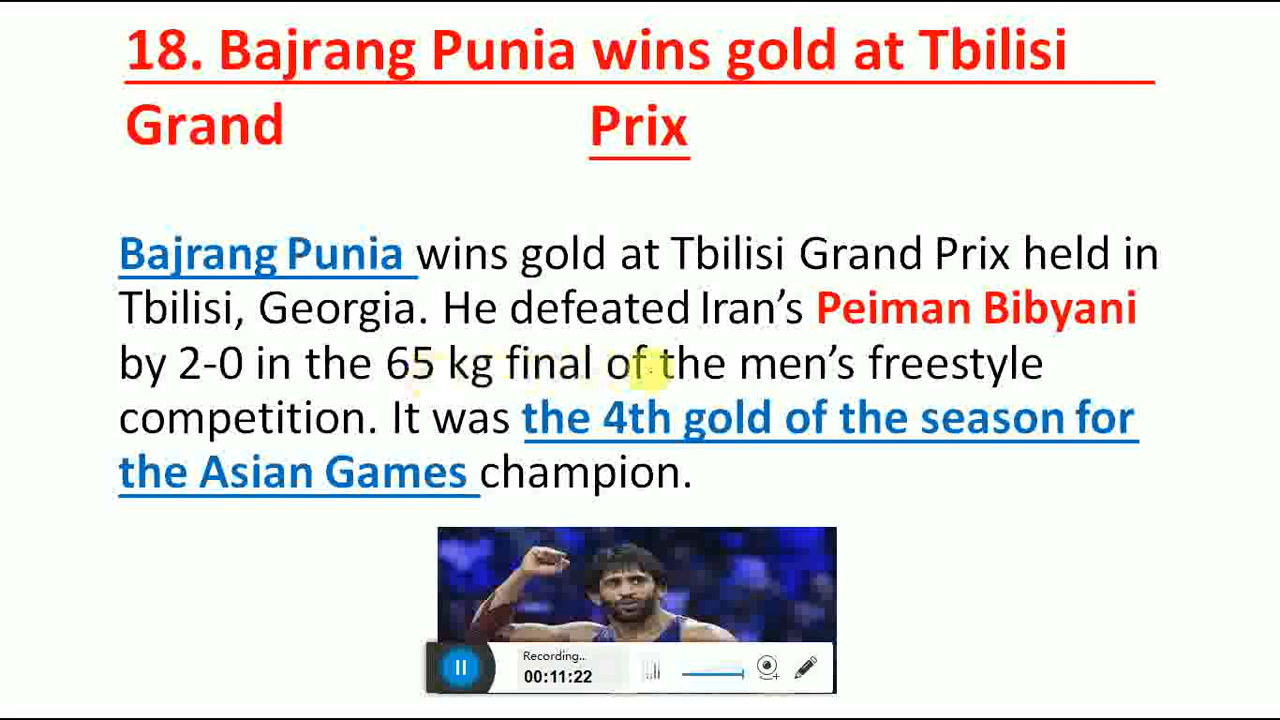 18. Bajrang Punia wins gold at Tbilisi
Grand Prix
Bajrang Punia wins gold at Tbilisi Grand Prix held in
Tbilisi, Georgia. He defeated Iran’s Peiman Bibyani
by 2-0 in the 65 kg final of the men’s freestyle
competition. It was the 4th gold of the season for
the Asian Games champion.
Recording...
00:11:22